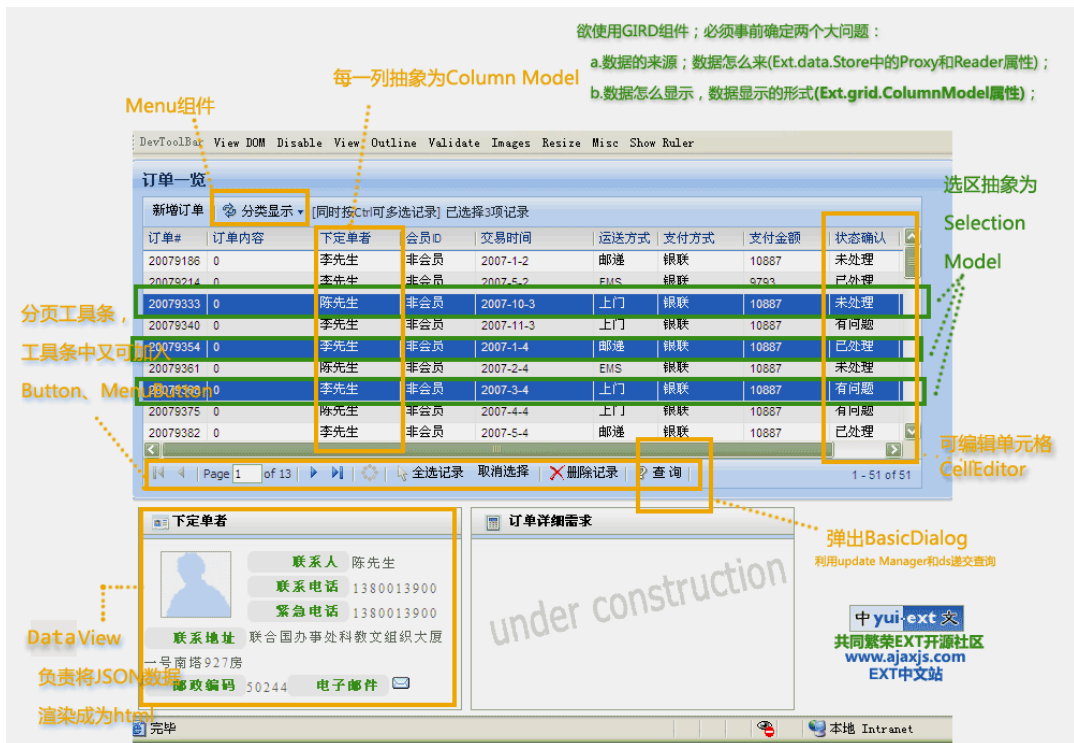 欲使用GIRD组件；必须事前确定两个大问题：
a.数据的来源；数据怎么来(Ext.data.Store中的Proxy和Reader属性)；
b.数据怎么显示，数据显示的形式(Ext.grid.ColumnModel属性)；
每一列抽象为Column Model
Menu组件
DevToolBar View DOM Disable View Outline Validate Images Resize Misc Show Ruler
订单一览
新增订单 分类显示 [同时按Ctrl可多选记录] 已选择3项记录
订单# 订单内容 下定单者 会员ID 交易时间 运送方式 支付方式 支付金额 状态确认
20079186 0 李先生 非会员 2007-1-2 邮递 银联 10887 未处理
20079214 0 李先生 非会员 2007-5-2 EMS 银联 9793 已处理
20079333 0 陈先生 非会员 2007-10-3 上门 银联 10887 未处理
20079340 0 李先生 非会员 2007-11-3 上门 银联 10887 有问题
20079354 0 李先生 非会员 2007-1-4 邮递 银联 10887 已处理
20079361 0 陈先生 非会员 2007-2-4 EMS 银联 10887 未处理
0 李先生 非会员 2007-3-4 上门 银联 10887 有问题
20079375 0 陈先生 非会员 2007-4-4 上门 银联 10887 有问题
20079382 0 李先生 非会员 2007-5-4 邮递 银联 10887 已处理
Page 1 of 13 全选记录 取消选择 删除记录 查询 1 - 51 of 51
选区抽象为
Selection
Model
分页工具条，
工具条中又可加入
Button、MenuButton
可编辑单元格
CellEditor
下定单者
联系人 陈先生
联系电话 1380013900
紧急电话 1380013900
联系地址 联合国办事处科教文组织大厦
一号南塔927房
邮政编码 50244 电子邮件
订单详细需求
under construction
弹出BasicDialog
利用update Manager和ds递交查询
DataView
负责将JSON数据
渲染成为html
中 yui-ext 文
共同繁荣EXT开源社区
www.ajaxjs.com
EXT中文站
完毕 本地 Intranet